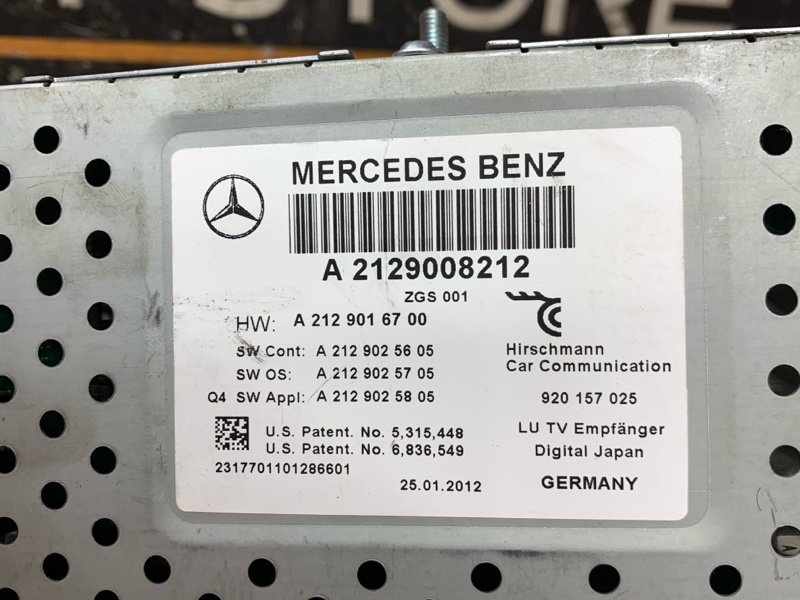 STORE
MERCEDES BENZ
A 2129008212
ZGS 001
HW: A 212 901 67 00
SW Cont: A 212 902 56 05
SW OS: A 212 902 57 05
Q4 SW Appl: A 212 902 58 05
Hirschmann
Car Communication
920 157 025
U.S. Patent. No. 5,315,448
U.S. Patent. No. 6,836,549
2317701101286601
25.01.2012
LU TV Empfänger
Digital Japan
GERMANY